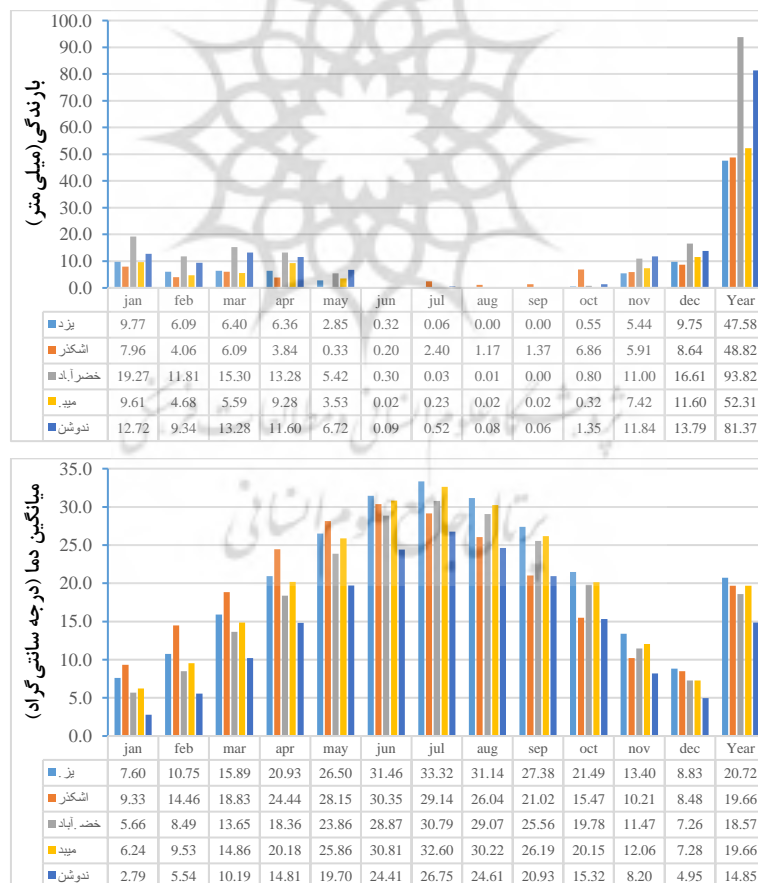 بارندگی(میلی‌متر)
100.0
90.0
80.0
70.0
60.0
50.0
40.0
30.0
20.0
10.0
0.0
jan feb mar apr may jun jul aug sep oct nov dec Year
یزد 9.77 6.09 6.40 6.36 2.85 0.32 0.06 0.00 0.00 0.55 5.44 9.75 47.58
اشکذر 7.96 4.06 6.09 3.84 0.33 0.20 2.40 1.17 1.37 6.86 5.91 8.64 48.82
خضرآباد 19.27 11.81 15.30 13.28 5.42 0.30 0.03 0.01 0.00 0.80 11.00 16.61 93.82
میبد 9.61 4.68 5.59 9.28 3.53 0.02 0.23 0.02 0.02 0.32 7.42 11.60 52.31
ندوشن 12.72 9.34 13.28 11.60 6.72 0.09 0.52 0.08 0.06 1.35 11.84 13.79 81.37
پژوهشگاه علوم انسانی و مطالعات فرهنگی
پرتال جامع علوم انسانی
میانگین دما (درجه سانتی گراد)
35.0
30.0
25.0
20.0
15.0
10.0
5.0
0.0
jan feb mar apr may jun jul aug sep oct nov dec Year
یزد 7.60 10.75 15.89 20.93 26.50 31.46 33.32 31.14 27.38 21.49 13.40 8.83 20.72
اشکذر 9.33 14.46 18.83 24.44 28.15 30.35 29.14 26.04 21.02 15.47 10.21 8.48 19.66
خضرآباد 5.66 8.49 13.65 18.36 23.86 28.87 30.79 29.07 25.56 19.78 11.47 7.26 18.57
میبد 6.24 9.53 14.86 20.18 25.86 30.81 32.60 30.22 26.19 20.15 12.06 7.28 19.66
ندوشن 2.79 5.54 10.19 14.81 19.70 24.41 26.75 24.61 20.93 15.32 8.20 4.95 14.85